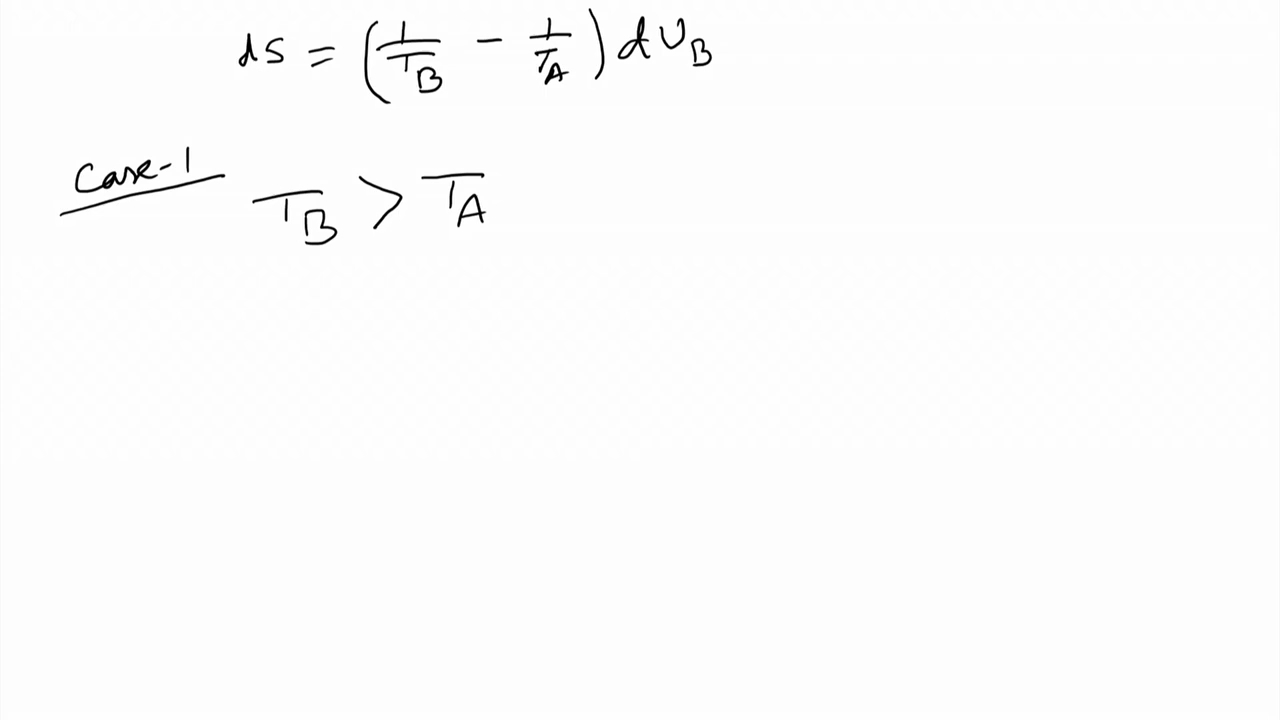 dS = (1/T_B - 1/T_A) dU_B
Case-1 T_B > T_A